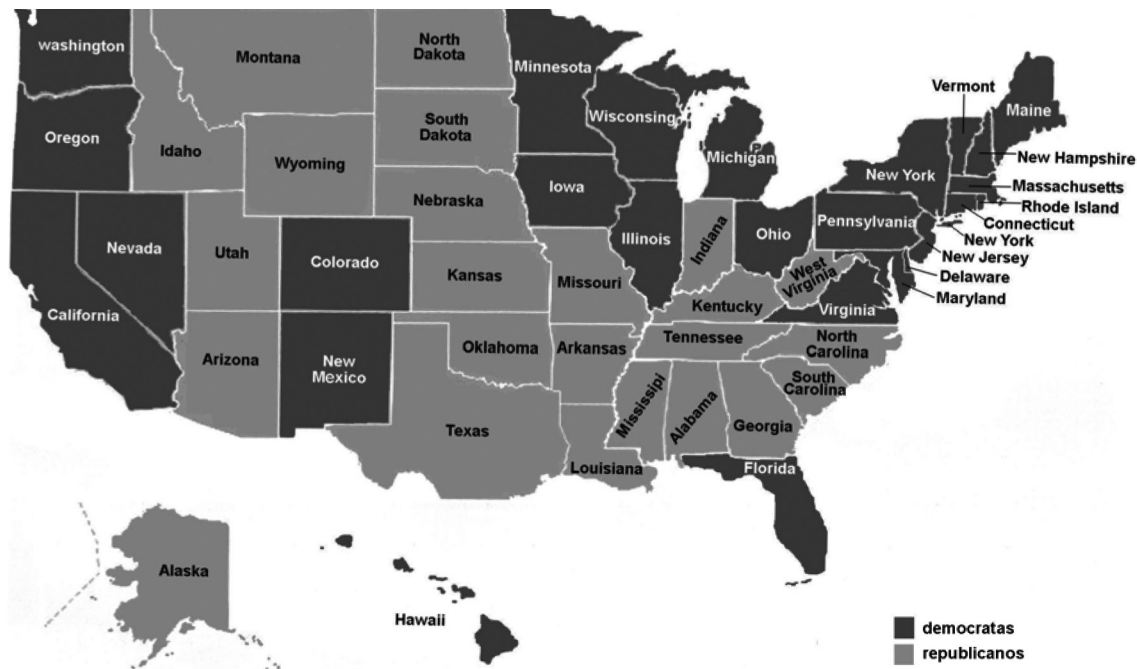 washington
Montana
North
Dakota
Minnesota
Vermont
Maine
Oregon
Idaho
South
Dakota
Wisconsing
Michigan
New York
New Hampshire
Wyoming
Massachusetts
Rhode Island
Connecticut
New York
New Jersey
Delaware
Maryland
Nebraska
Iowa
Illinois
Indiana
Ohio
Pennsylvania
Nevada
Utah
Colorado
Kansas
Missouri
West
Virginia
Kentucky
Virginia
California
Arizona
New
Mexico
Oklahoma
Arkansas
Tennessee
North
Carolina
South
Carolina
Texas
Louisiana
Mississipi
Alabama
Georgia
Florida
Alaska
Hawaii
democratas
republicanos